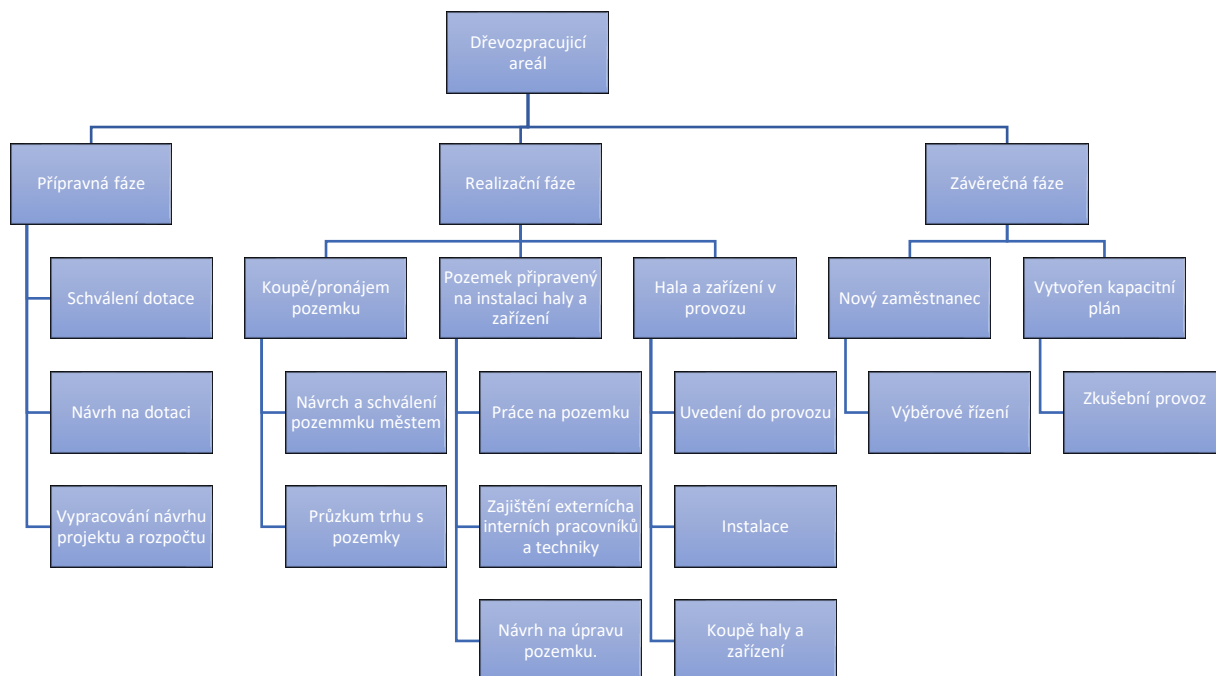 Dřevozpracujicí
areál
Přípravná fáze
Realizační fáze
Závěrečná fáze
Schválení dotace
Koupě/pronájem
pozemku
Pozemek připravený
na instalaci haly a
zařízení
Hala a zařízení v
provozu
Nový zaměstnanec
Vytvořen kapacitní
plán
Návrh na dotaci
Návrch a schválení
pozemmku městem
Práce na pozemku
Uvedení do provozu
Výběrové řízení
Zkušební provoz
Vypracování návrhu
projektu a rozpočtu
Průzkum trhu s
pozemky
Zajištění externícha
interních pracovníků
a techniky
Instalace
Návrh na úpravu
pozemku.
Koupě haly a
zařízení